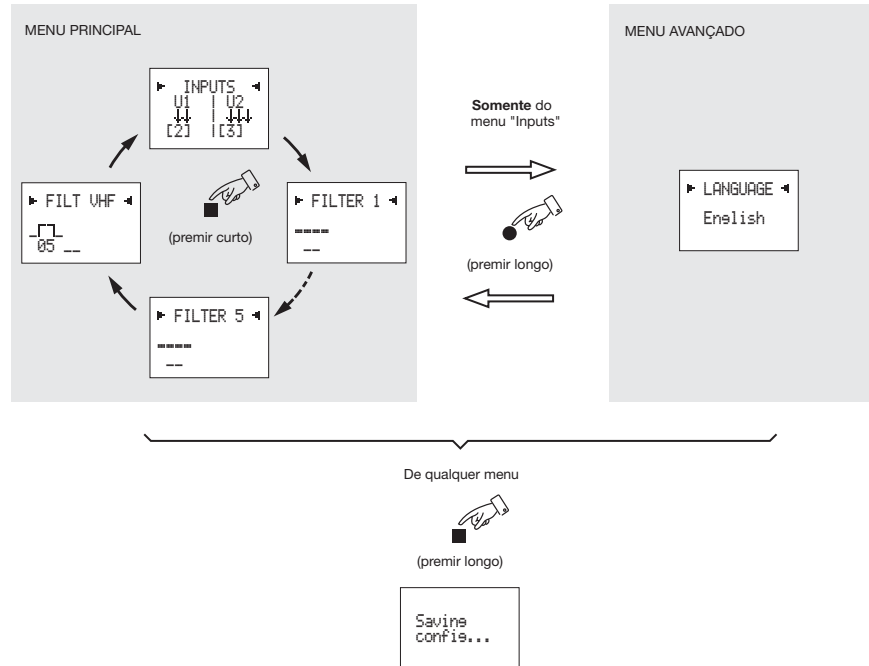 MENU PRINCIPAL
MENU AVANÇADO
INPUTS
U1 | U2
[2] | [3]
Somente do
menu "Inputs"
FILT VHF
05 __
(premir curto)
FILTER 1
----
--
LANGUAGE
English
(premir longo)
FILTER 5
----
--
De qualquer menu
(premir longo)
Saving
config...